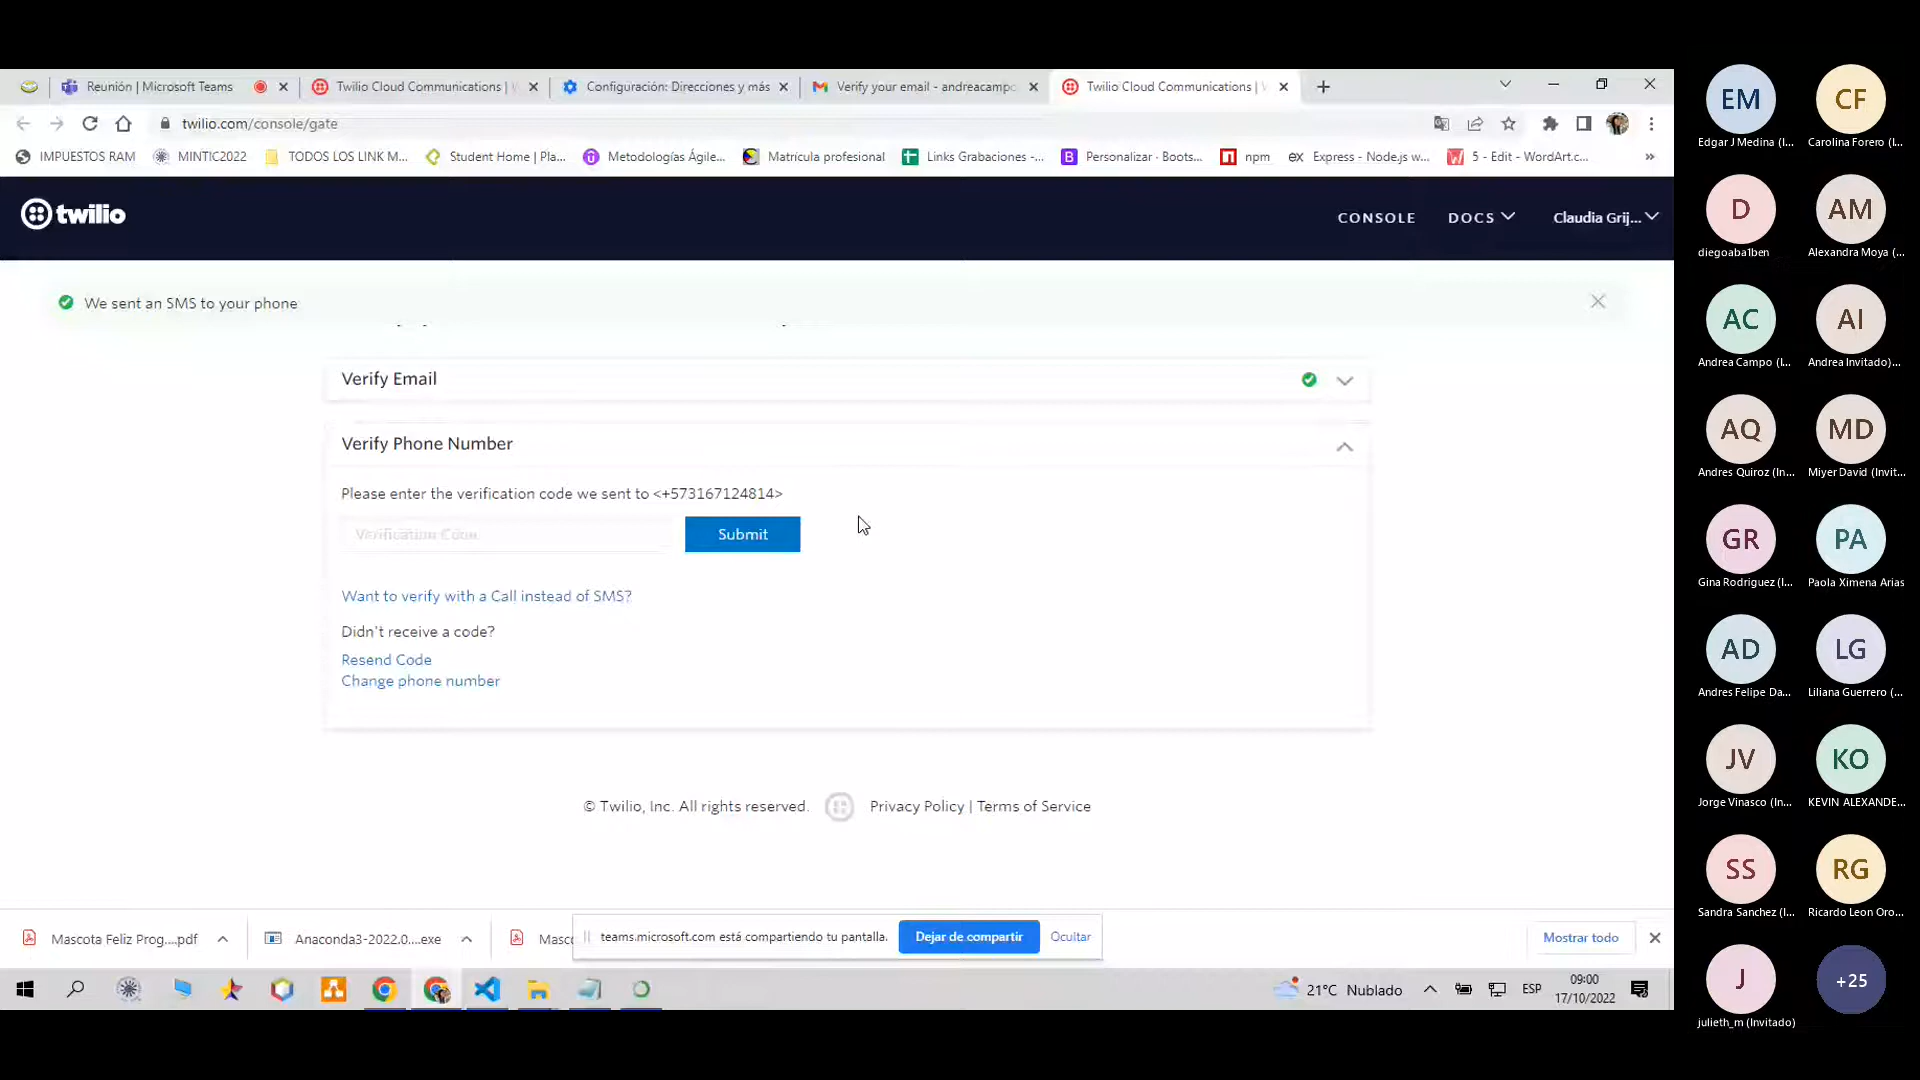 Reunión | Microsoft Teams
Twilio Cloud Communications |
Configuración: Direcciones y más
Verify your email - andreacampo
Twilio Cloud Communications |
twilio.com/console/gate
IMPUESTOS RAM
MINTIC2022
TODOS LOS LINK M...
Student Home | Pla...
Metodologías Ágile...
Matrícula profesional
Links Grabaciones -...
B
Personalizar · Boots...
npm
ex
Express - Node.js w...
5 - Edit - WordArt.c...
»
twilio
CONSOLE
DOCS
Claudia Grij...
We sent an SMS to your phone
Verify Email
Verify Phone Number
Please enter the verification code we sent to <+573167124814>
Verification Code
Submit
Want to verify with a Call instead of SMS?
Didn't receive a code?
Resend Code
Change phone number
© Twilio, Inc. All rights reserved.
Privacy Policy | Terms of Service
Mascota Feliz Prog....pdf
Anaconda3-2022.0....exe
Masc
teams.microsoft.com está compartiendo tu pantalla.
Dejar de compartir
Ocultar
Mostrar todo
21°C Nublado
ESP
09:00
17/10/2022
EM
Edgar J Medina (I...
CF
Carolina Forero (I...
D
diegoaba1ben
AM
Alexandra Moya (...
AC
Andrea Campo (I...
AI
Andrea Invitado)...
AQ
Andres Quiroz (In...
MD
Miyer David (Invit...
GR
Gina Rodriguez (I...
PA
Paola Ximena Arias
AD
Andres Felipe Da...
LG
Liliana Guerrero (...
JV
Jorge Vinasco (In...
KO
KEVIN ALEXANDE...
SS
Sandra Sanchez (I...
RG
Ricardo Leon Oro...
J
julieth_m (Invitado)
+25